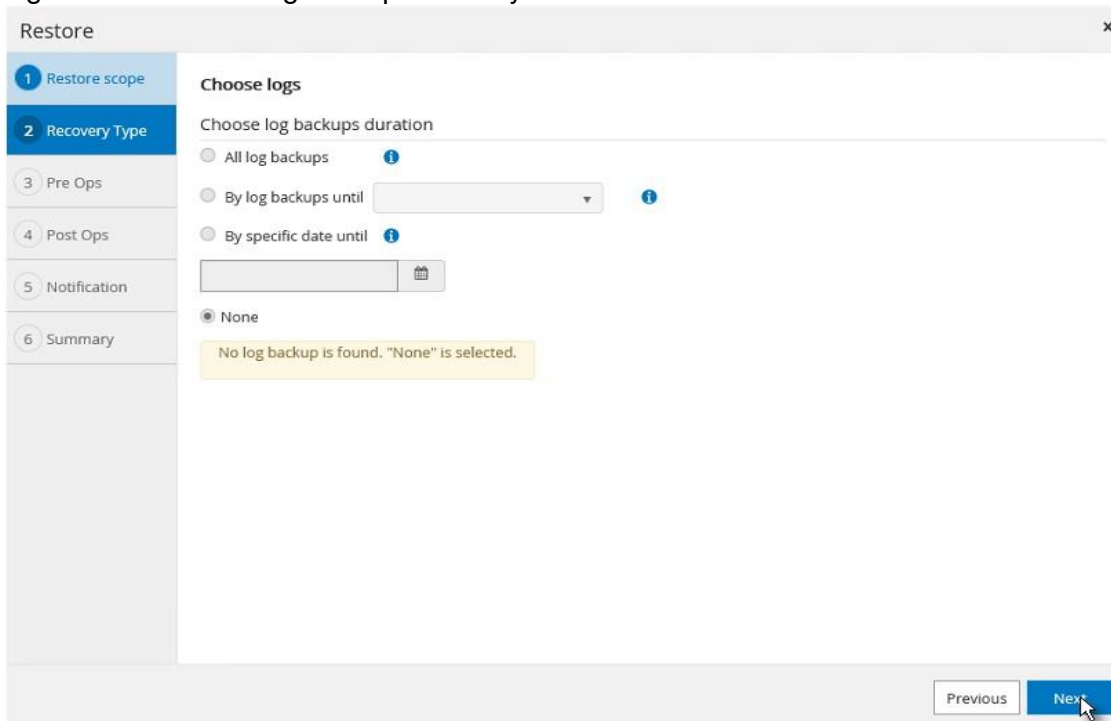 Restore
x
1 Restore scope
2 Recovery Type
3 Pre Ops
4 Post Ops
5 Notification
6 Summary
Choose logs
Choose log backups duration
All log backups
By log backups until
By specific date until
None
No log backup is found. "None" is selected.
Previous
Next